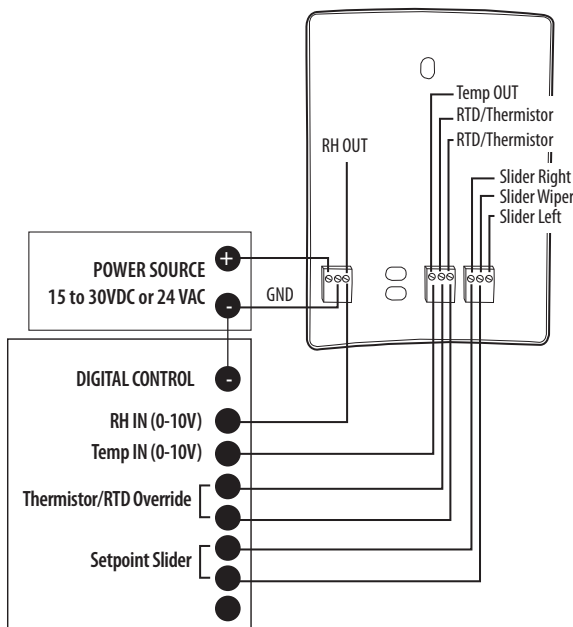 Temp OUT
RTD/Thermistor
RTD/Thermistor
RH OUT
Slider Right
Slider Wiper
Slider Left
+
POWER SOURCE
15 to 30VDC or 24 VAC
-
GND
DIGITAL CONTROL
-
RH IN (0-10V)
Temp IN (0-10V)
Thermistor/RTD Override
Setpoint Slider